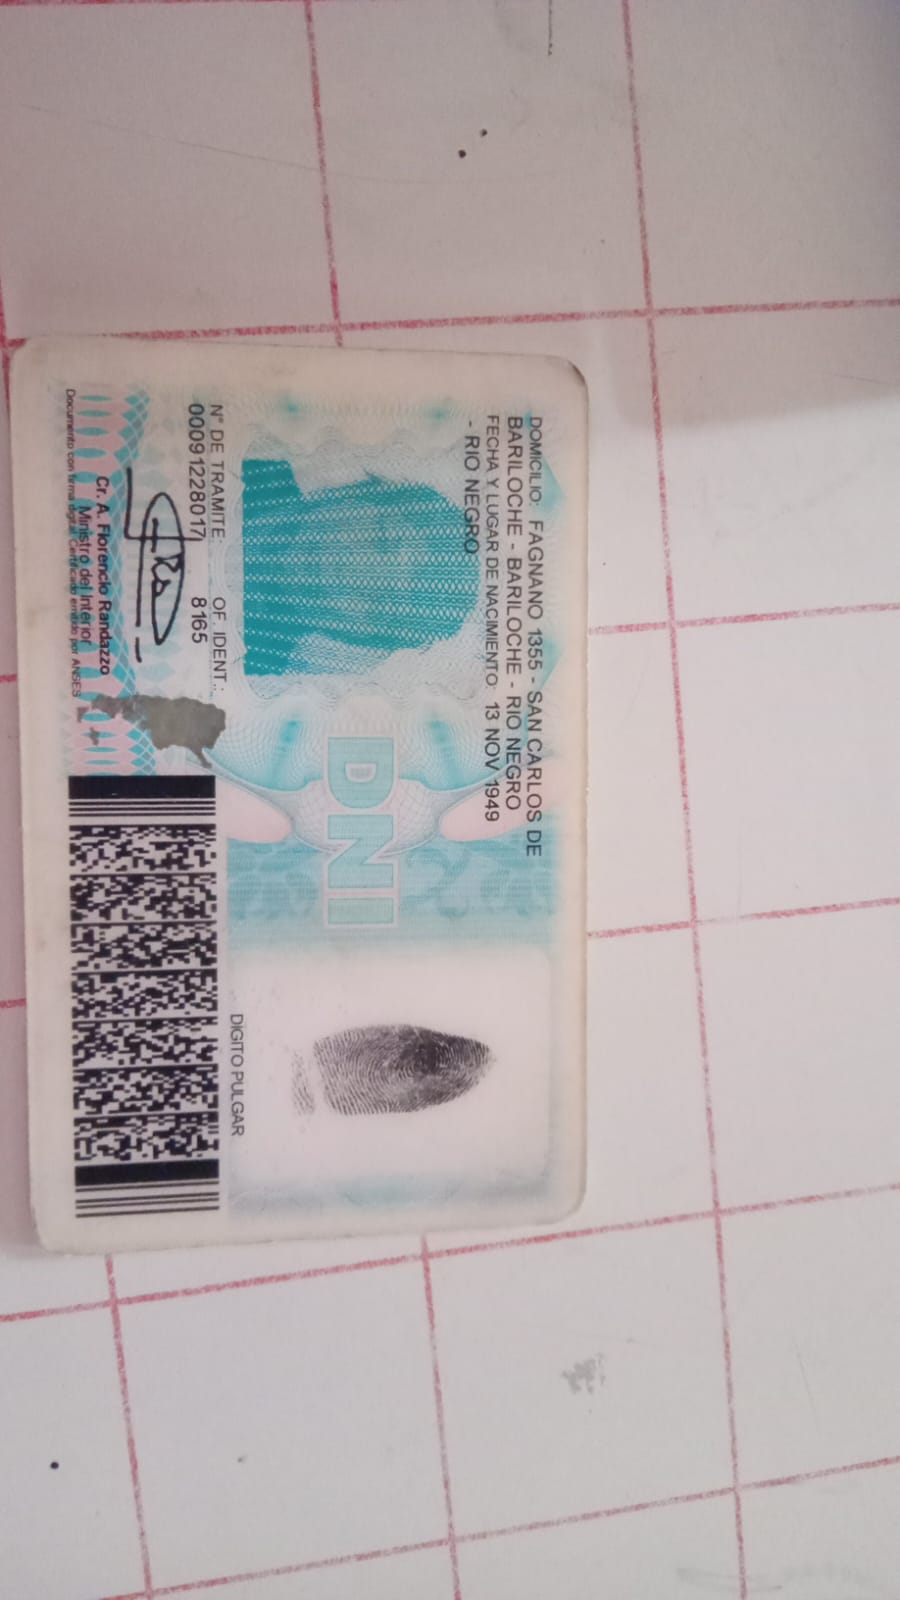 DOMICILIO: FAGNANO 1355 - SAN CARLOS DE
BARILOCHE - BARILOCHE - RIO NEGRO
FECHA Y LUGAR DE NACIMIENTO: 13 NOV 1949
- RIO NEGRO
DNI
N° DE TRAMITE: OF. IDENT.:
00091228017 8165
DIGITO PULGAR
Cr. A. Florencio Randazzo
Ministro del Interior
Documento con firma digital. Certificado emitido por ANSES